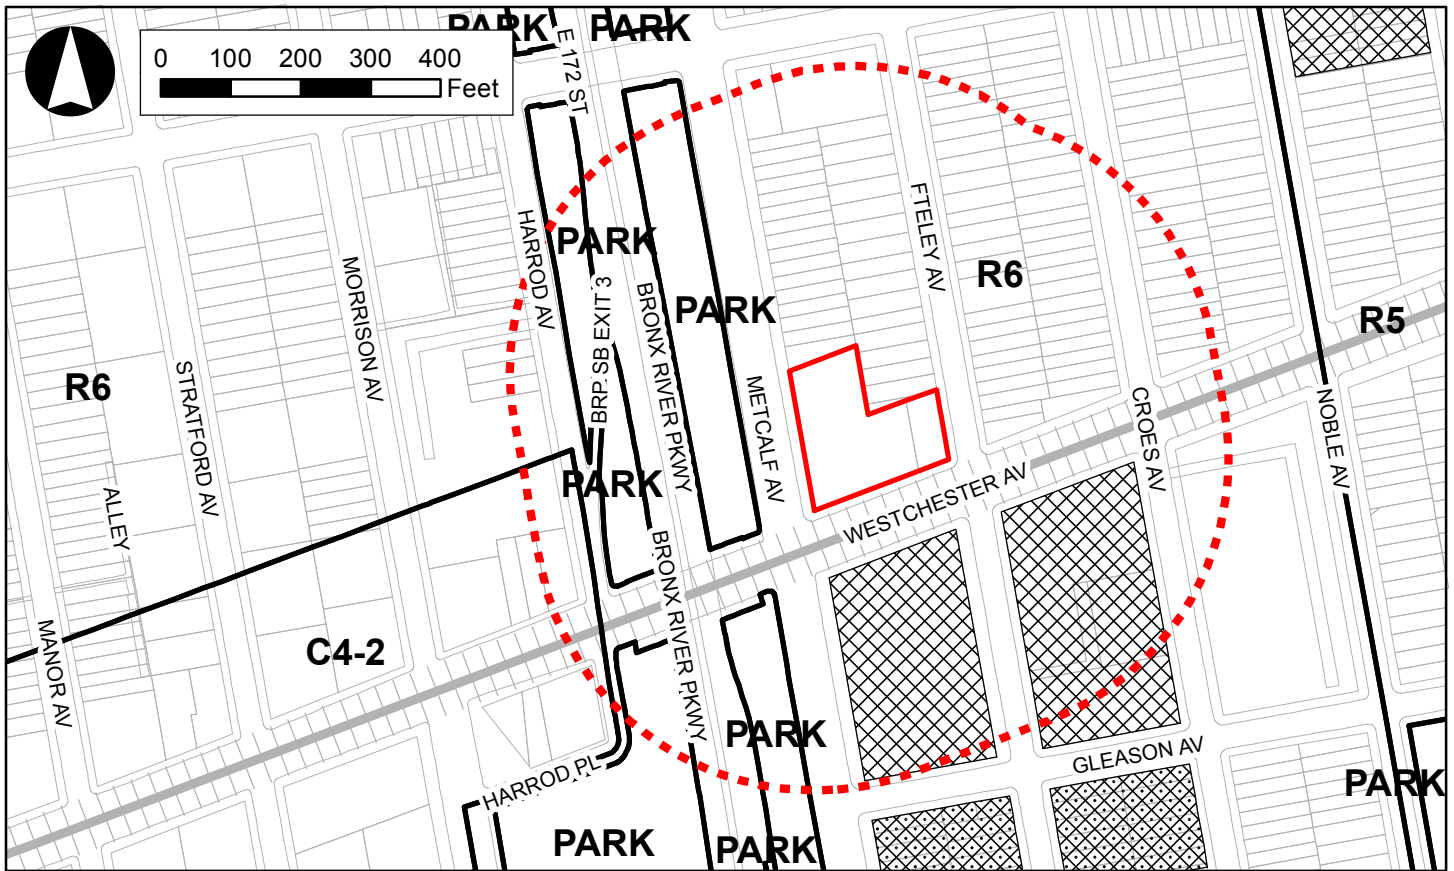 PARK PARK
E 172 ST
0 100 200 300 400
Feet
PARK
HARROD AV
FTELEY AV
R6
BRP SB EXIT 3
BRONX RIVER PKWY
PARK
MORRISON AV
R5
R6
STRATFORD AV
METCALF AV
CROES AV
NOBLE AV
PARK
ALLEY
WESTCHESTER AV
BRONX RIVER PKWY
MANOR AV
C4-2
PARK
GLEASON AV
HARROD PL
PARK
PARK
PARK